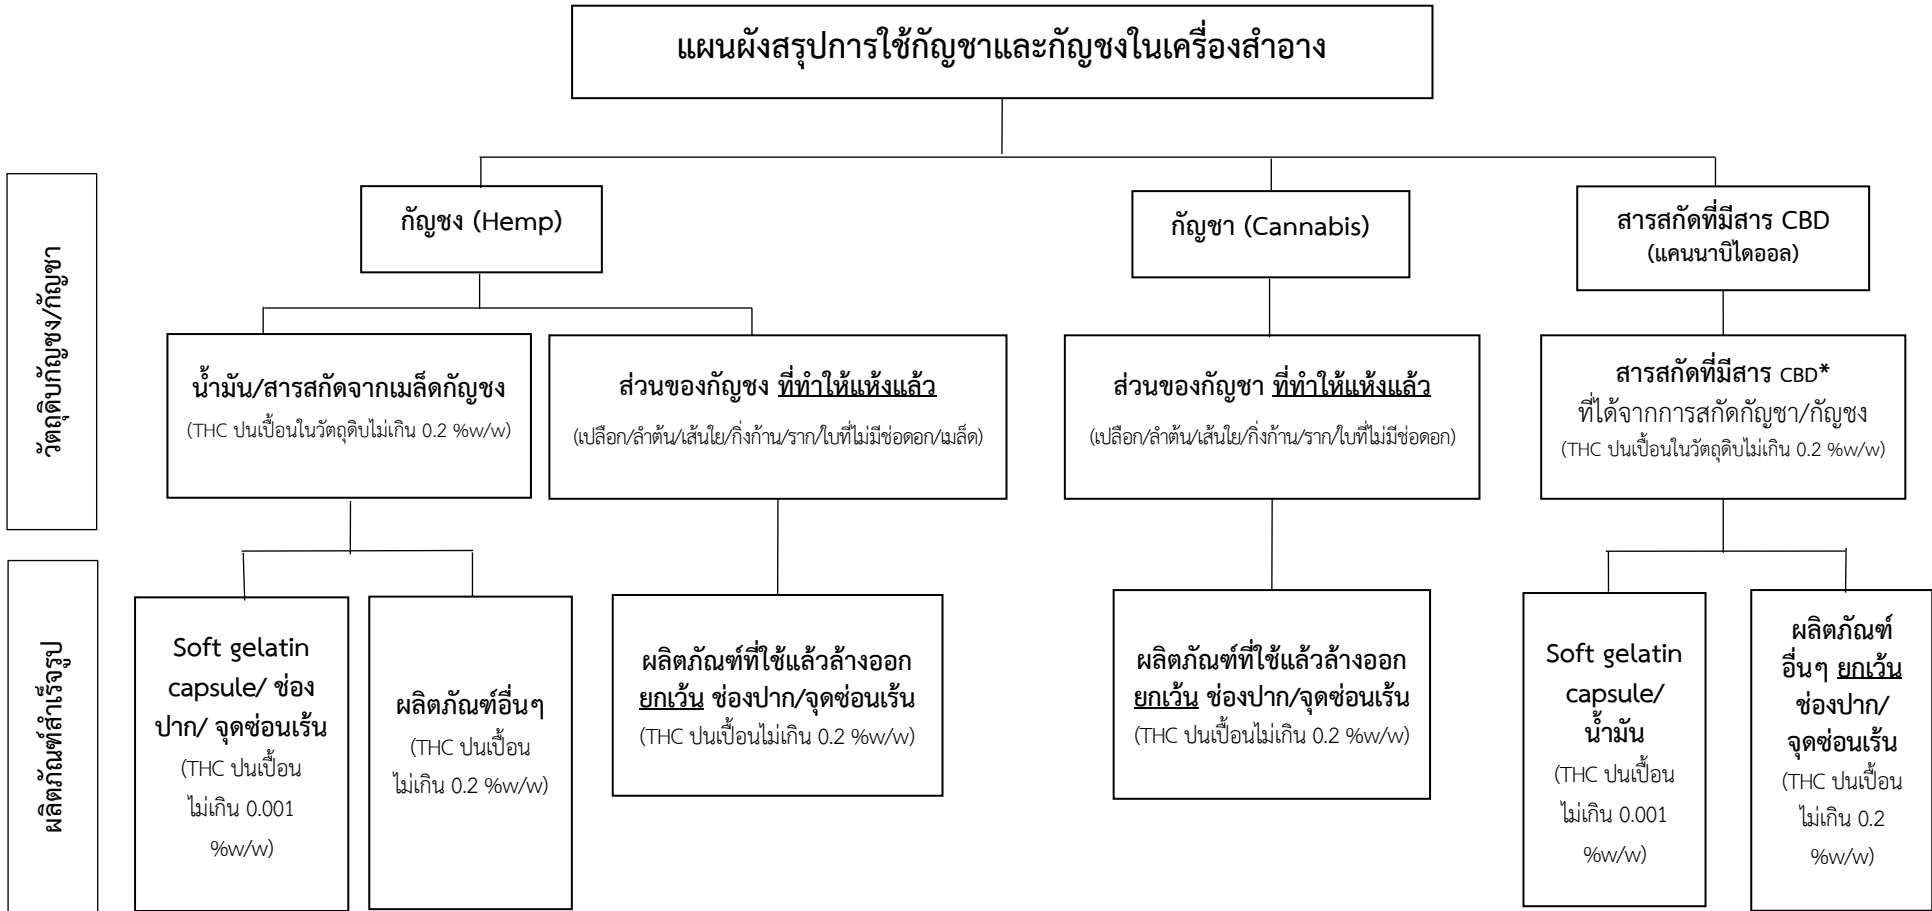 แผนผังสรุปการใช้กัญชาและกัญชงในเครื่องสำอาง
วัตถุดิบกัญชง/กัญชา
กัญชง (Hemp)
กัญชา (Cannabis)
สารสกัดที่มีสาร CBD
(แคนนาบิไดออล)
น้ำมัน/สารสกัดจากเมล็ดกัญชง
(THC ปนเปื้อนในวัตถุดิบไม่เกิน 0.2 %w/w)
ส่วนของกัญชง ที่ทำให้แห้งแล้ว
(เปลือก/ลำต้น/เส้นใย/กิ่งก้าน/ราก/ใบที่ไม่มีช่อดอก/เมล็ด)
ส่วนของกัญชา ที่ทำให้แห้งแล้ว
(เปลือก/ลำต้น/เส้นใย/กิ่งก้าน/ราก/ใบที่ไม่มีช่อดอก)
สารสกัดที่มีสาร CBD*
ที่ได้จากการสกัดกัญชา/กัญชง
(THC ปนเปื้อนในวัตถุดิบไม่เกิน 0.2 %w/w)
ผลิตภัณฑ์สำเร็จรูป
Soft gelatin
capsule/ ช่อง
ปาก/ จุดซ่อนเร้น
(THC ปนเปื้อน
ไม่เกิน 0.001
%w/w)
ผลิตภัณฑ์อื่นๆ
(THC ปนเปื้อน
ไม่เกิน 0.2 %w/w)
ผลิตภัณฑ์ที่ใช้แล้วล้างออก
ยกเว้น ช่องปาก/จุดซ่อนเร้น
(THC ปนเปื้อนไม่เกิน 0.2 %w/w)
ผลิตภัณฑ์ที่ใช้แล้วล้างออก
ยกเว้น ช่องปาก/จุดซ่อนเร้น
(THC ปนเปื้อนไม่เกิน 0.2 %w/w)
Soft gelatin
capsule/
น้ำมัน
(THC ปนเปื้อน
ไม่เกิน 0.001
%w/w)
ผลิตภัณฑ์
อื่นๆ ยกเว้น
ช่องปาก/
จุดซ่อนเร้น
(THC ปนเปื้อน
ไม่เกิน 0.2
%w/w)